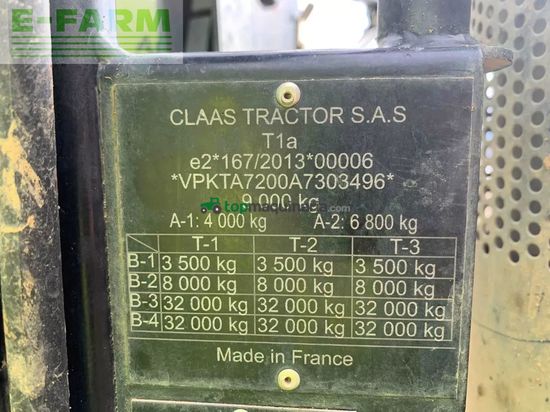 E-FARM
CLAAS TRACTOR S.A.S
T1a
e2*167/2013*00006
*VPKTA7200A7303496*
9 000 kg
topmaquinaria.com
A-1: 4 000 kg A-2: 6 800 kg
T-1 T-2 T-3
B-1 3 500 kg 3 500 kg 3 500 kg
B-2 8 000 kg 8 000 kg 8 000 kg
B-3 32 000 kg 32 000 kg 32 000 kg
B-4 32 000 kg 32 000 kg 32 000 kg
Made in France